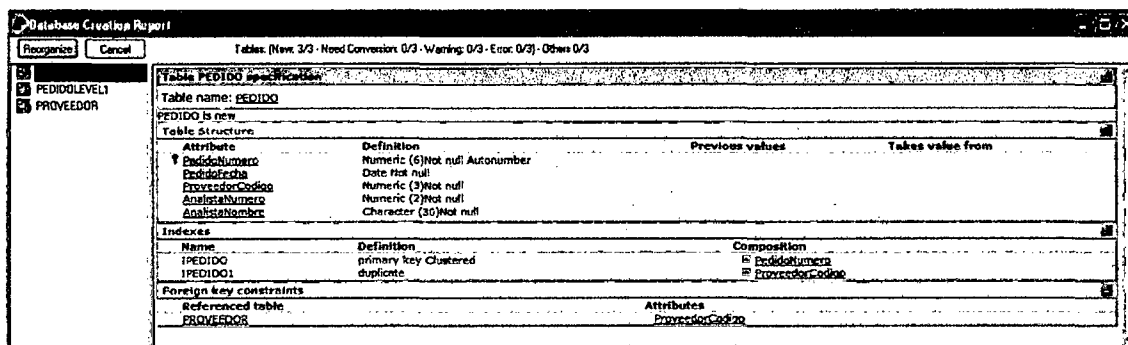 Database Creation Report
Reorganize Cancel Tables: (New: 3/3 - Need Conversion: 0/3 - Warning: 0/3 - Error: 0/3) - Others 0/3
PEDIDOLEVEL1
PROVEEDOR
Table PEDIDO specification
Table name: PEDIDO
PEDIDO is new
Table Structure
Attribute Definition Previous values Takes value from
PedidoNumero Numeric (6)Not null Autonumber
PedidoFecha Date Not null
ProveedorCodigo Numeric (3)Not null
AnalistaNumero Numeric (2)Not null
AnalistaNombre Character (30)Not null
Indexes
Name Definition Composition
IPEDIDO primary key Clustered PedidoNumero
IPEDIDO1 duplicate ProveedorCodigo
Foreign key constraints
Referenced table Attributes
PROVEEDOR ProveedorCodigo